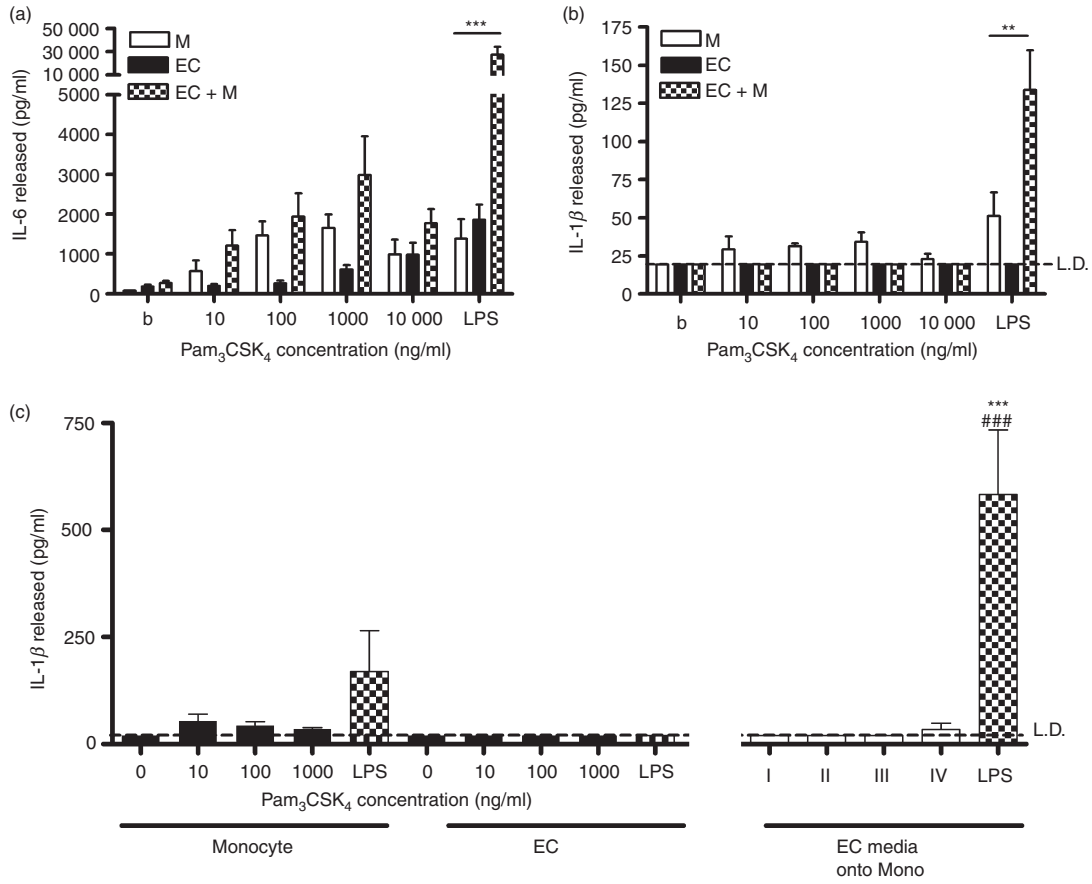 (a)
50 000
30 000
10 000
5000
4000
3000
2000
1000
0
IL-6 released (pg/ml)
M
EC
EC + M
***
b 10 100 1000 10 000 LPS
Pam₃CSK₄ concentration (ng/ml)
(b)
175
150
125
100
75
50
25
0
IL-1β released (pg/ml)
M
EC
EC + M
**
L.D.
b 10 100 1000 10 000 LPS
Pam₃CSK₄ concentration (ng/ml)
(c)
750
500
250
0
IL-1β released (pg/ml)
***
###
L.D.
0 10 100 1000 LPS 0 10 100 1000 LPS I II III IV LPS
Pam₃CSK₄ concentration (ng/ml)
Monocyte
EC
EC media
onto Mono